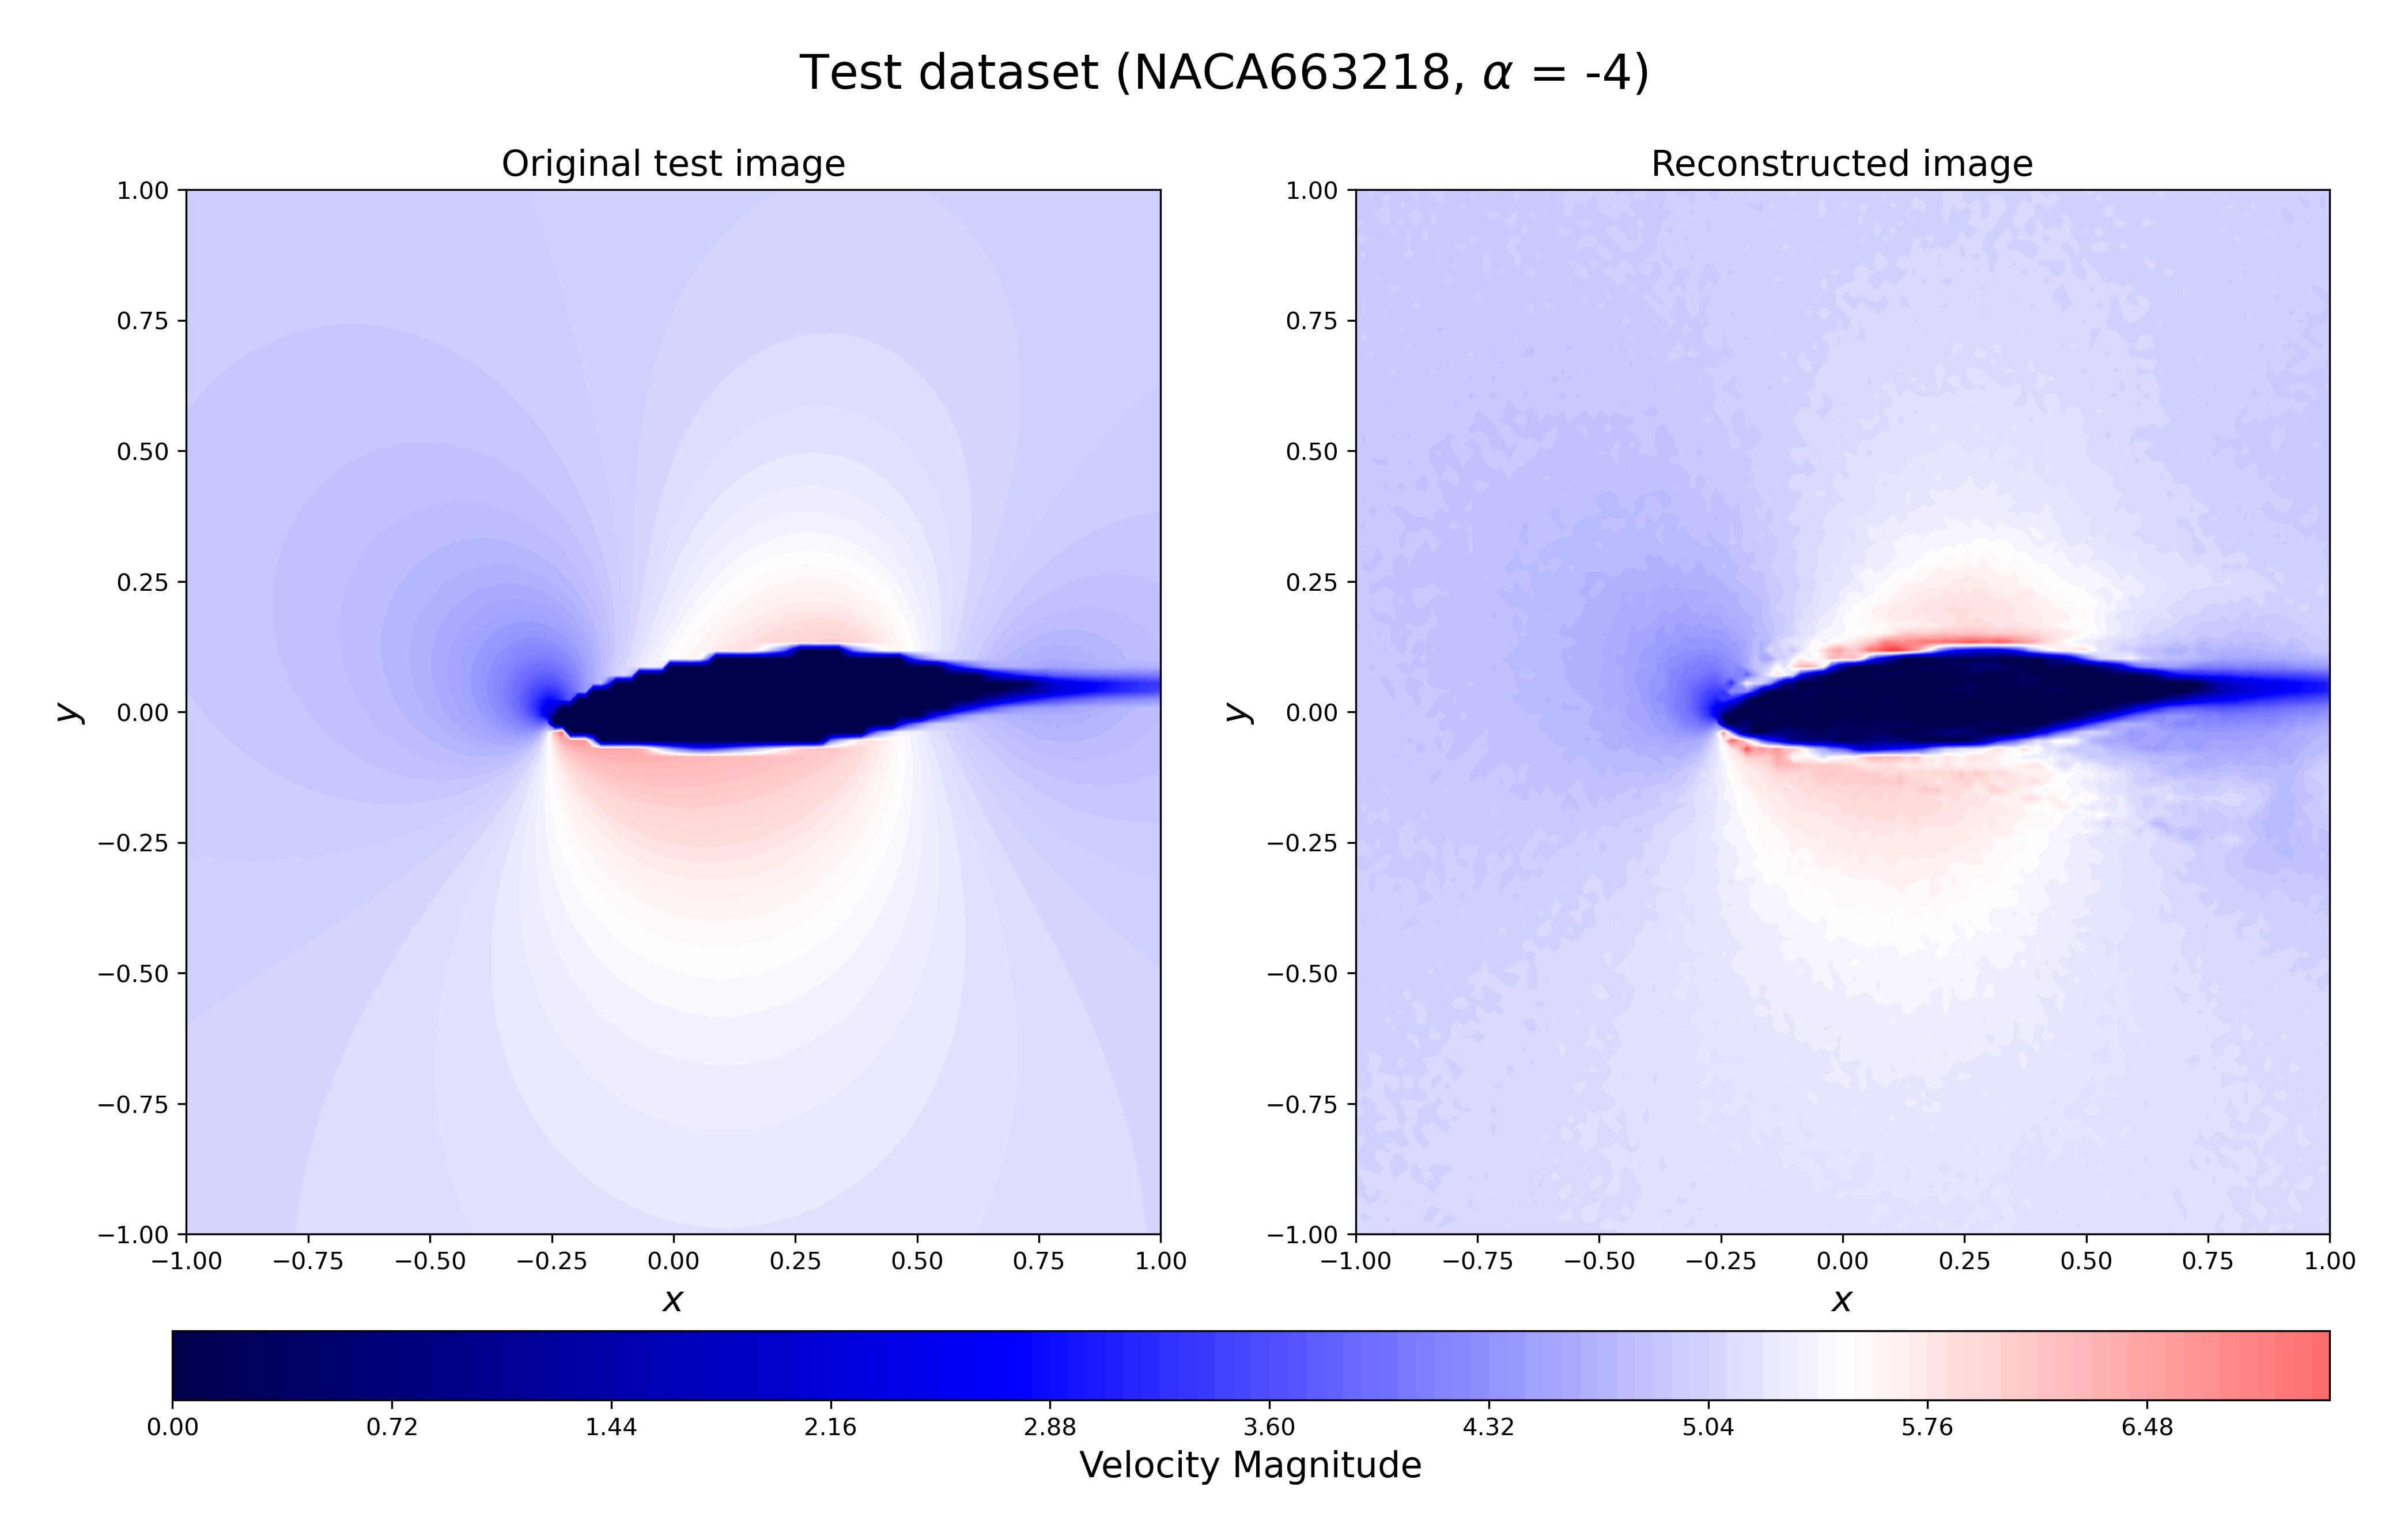 Test dataset (NACA663218, α = -4)
Original test image
Reconstructed image
1.00
0.75
0.50
0.25
0.00
−0.25
−0.50
−0.75
−1.00
y
−1.00 −0.75 −0.50 −0.25 0.00 0.25 0.50 0.75 1.00
x
1.00
0.75
0.50
0.25
0.00
−0.25
−0.50
−0.75
−1.00
y
−1.00 −0.75 −0.50 −0.25 0.00 0.25 0.50 0.75 1.00
x
0.00 0.72 1.44 2.16 2.88 3.60 4.32 5.04 5.76 6.48
Velocity Magnitude